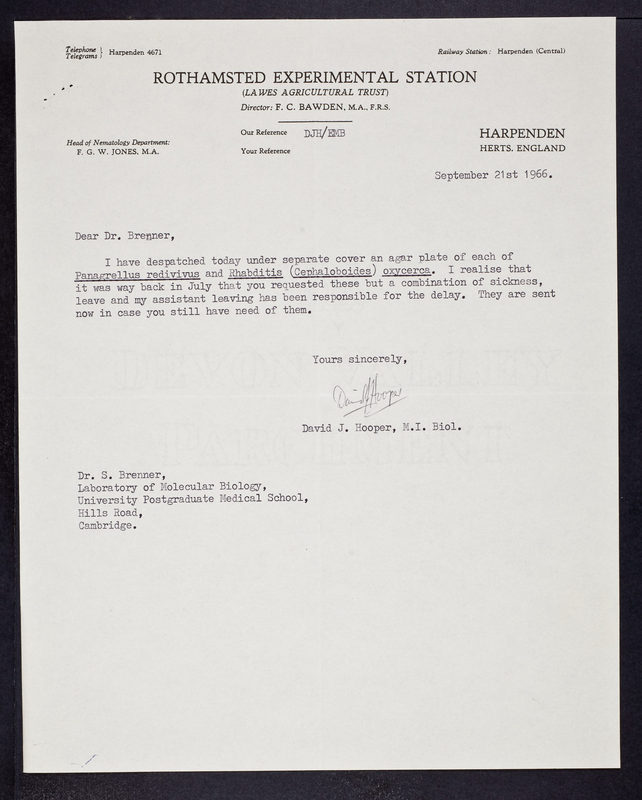 Telephone } Harpenden 4671
Telegrams }
Railway Station: Harpenden (Central)
ROTHAMSTED EXPERIMENTAL STATION
(LAWES AGRICULTURAL TRUST)
Director: F. C. BAWDEN, M.A., F.R.S.
Our Reference DJH/EMB
Your Reference
Head of Nematology Department:
F. G. W. JONES, M.A.
HARPENDEN
HERTS. ENGLAND
September 21st 1966.
Dear Dr. Brenner,
I have despatched today under separate cover an agar plate of each of
Panagrellus redivivus and Rhabditis (Cephaloboides) oxycerca. I realise that
it was way back in July that you requested these but a combination of sickness,
leave and my assistant leaving has been responsible for the delay. They are sent
now in case you still have need of them.
Yours sincerely,
David J Hooper
David J. Hooper, M.I. Biol.
Dr. S. Brenner,
Laboratory of Molecular Biology,
University Postgraduate Medical School,
Hills Road,
Cambridge.